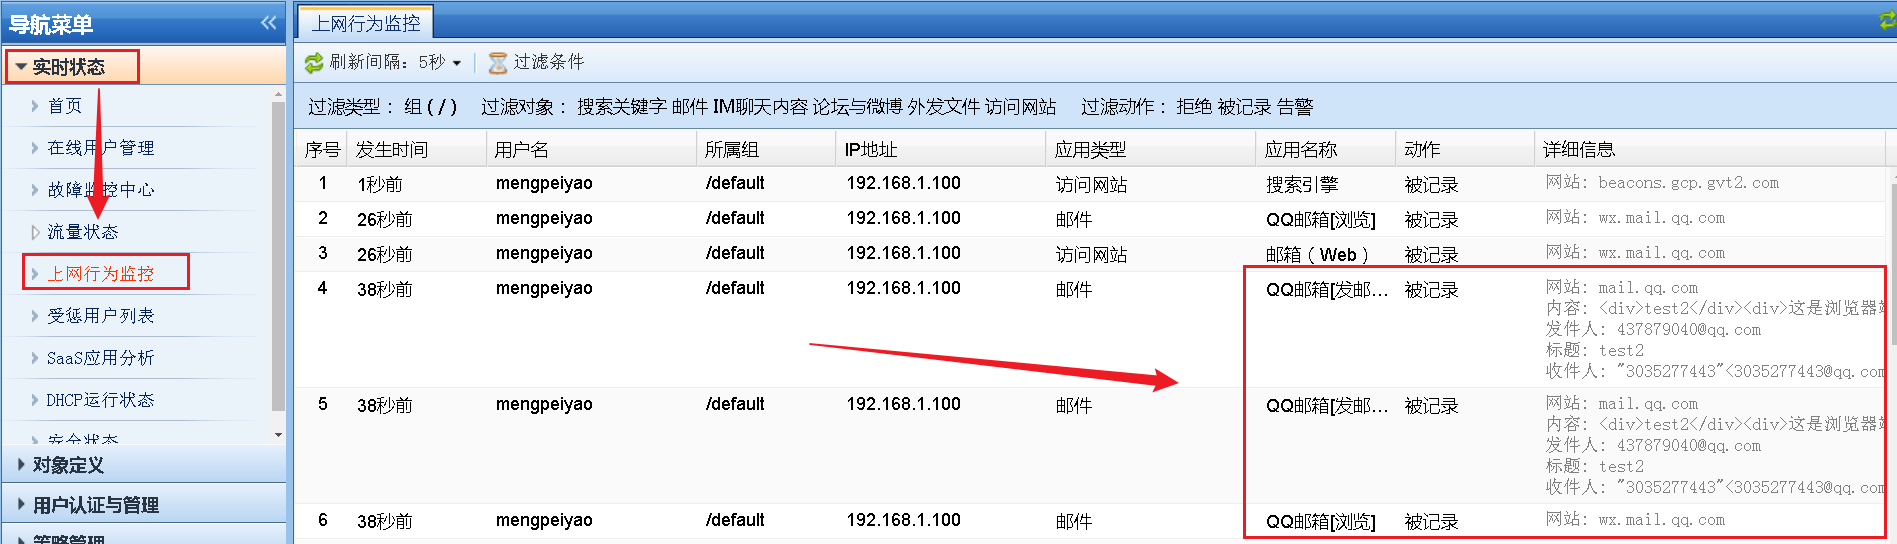 导航菜单
实时状态
首页
在线用户管理
故障监控中心
流量状态
上网行为监控
受惩用户列表
SaaS应用分析
DHCP运行状态
安全状态
对象定义
用户认证与管理
策略管理
上网行为监控
刷新间隔：5秒 过滤条件
过滤类型： 组 ( / ) 过滤对象： 搜索关键字 邮件 IM聊天内容 论坛与微博 外发文件 访问网站 过滤动作： 拒绝 被记录 告警
序号 发生时间 用户名 所属组 IP地址 应用类型 应用名称 动作 详细信息
1 1秒前 mengpeiyao /default 192.168.1.100 访问网站 搜索引擎 被记录 网站: beacons.gcp.gvt2.com
2 26秒前 mengpeiyao /default 192.168.1.100 邮件 QQ邮箱[浏览] 被记录 网站: wx.mail.qq.com
3 26秒前 mengpeiyao /default 192.168.1.100 访问网站 邮箱（Web） 被记录 网站: wx.mail.qq.com
4 38秒前 mengpeiyao /default 192.168.1.100 邮件 QQ邮箱[发邮... 被记录 网站: mail.qq.com
内容: <div>test2</div><div>这是浏览器端
发件人: 437879040@qq.com
标题: test2
收件人: "3035277443"<3035277443@qq.com
5 38秒前 mengpeiyao /default 192.168.1.100 邮件 QQ邮箱[发邮... 被记录 网站: mail.qq.com
内容: <div>test2</div><div>这是浏览器端
发件人: 437879040@qq.com
标题: test2
收件人: "3035277443"<3035277443@qq.com
6 38秒前 mengpeiyao /default 192.168.1.100 邮件 QQ邮箱[浏览] 被记录 网站: wx.mail.qq.com